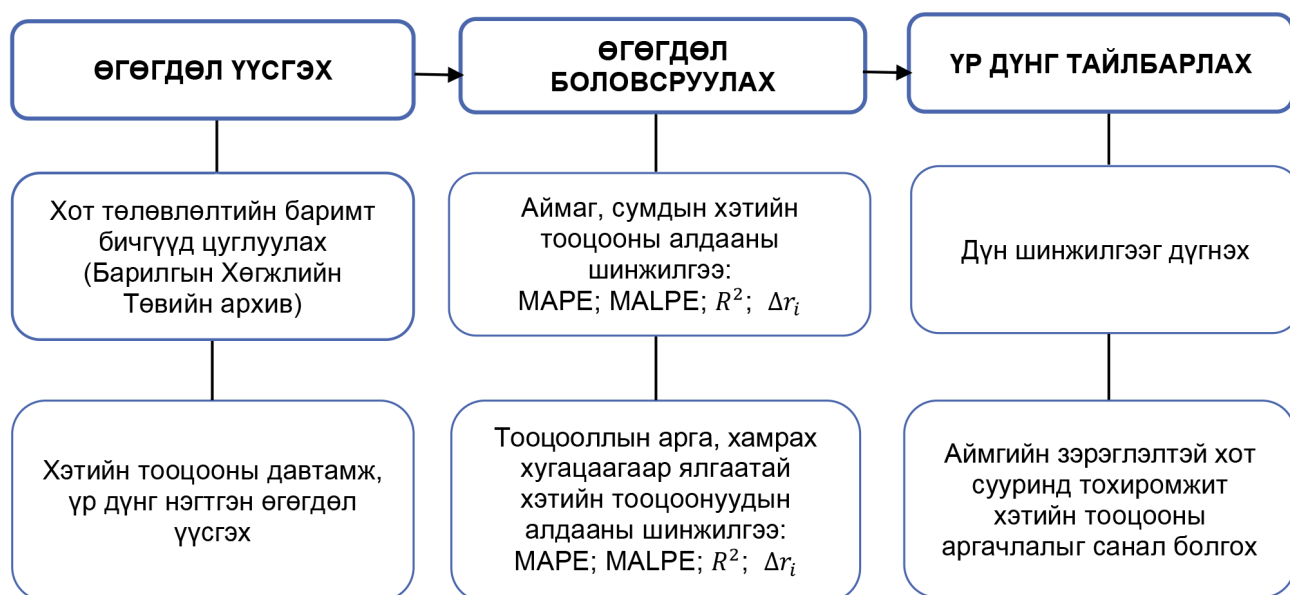 ӨГӨГДӨЛ ҮҮСГЭХ
Хот төлөвлөлтийн баримт
бичгүүд цуглуулах
(Барилгын Хөгжлийн
Төвийн архив)
Хэтийн тооцооны давтамж,
үр дүнг нэгтгэн өгөгдөл
үүсгэх
ӨГӨГДӨЛ
БОЛОВСРУУЛАХ
Аймаг, сумдын хэтийн
тооцооны алдааны
шинжилгээ:
MAPE; MALPE; R²; Δrᵢ
Тооцооллын арга, хамрах
хугацаагаар ялгаатай
хэтийн тооцоонуудын
алдааны шинжилгээ:
MAPE; MALPE; R²; Δrᵢ
ҮР ДҮНГ ТАЙЛБАРЛАХ
Дүн шинжилгээг дүгнэх
Аймгийн зэрэглэлтэй хот
сууринд тохиромжит
хэтийн тооцооны
аргачлалыг санал болгох